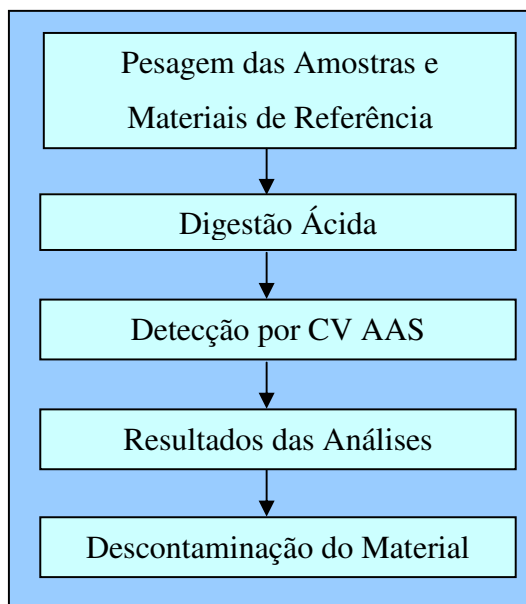 Pesagem das Amostras e
Materiais de Referência
Digestão Ácida
Detecção por CV AAS
Resultados das Análises
Descontaminação do Material